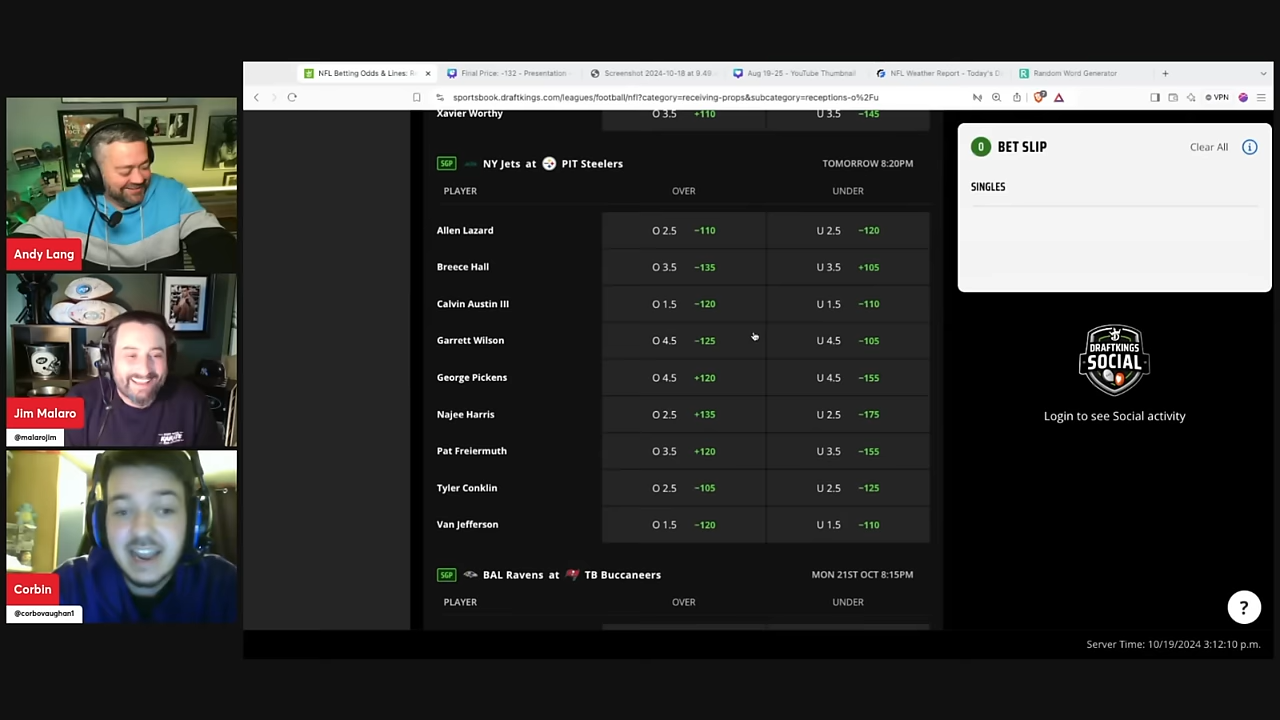 NFL Betting Odds & Lines: R
Final Price: -132 - Presentation
Screenshot 2024-10-18 at 9.49
Aug 19-25 - YouTube Thumbnail
NFL Weather Report - Today's D
Random Word Generator
sportsbook.draftkings.com/leagues/football/nfl?category=receiving-props&subcategory=receptions-o%2Fu
VPN
Xavier Worthy O 3.5 +110 U 3.5 −145
SGP NY Jets at PIT Steelers TOMORROW 8:20PM
PLAYER OVER UNDER
Allen Lazard O 2.5 −110 U 2.5 −120
Breece Hall O 3.5 −135 U 3.5 +105
Calvin Austin III O 1.5 −120 U 1.5 −110
Garrett Wilson O 4.5 −125 U 4.5 −105
George Pickens O 4.5 +120 U 4.5 −155
Najee Harris O 2.5 +135 U 2.5 −175
Pat Freiermuth O 3.5 +120 U 3.5 −155
Tyler Conklin O 2.5 −105 U 2.5 −125
Van Jefferson O 1.5 −120 U 1.5 −110
SGP BAL Ravens at TB Buccaneers MON 21ST OCT 8:15PM
PLAYER OVER UNDER
0 BET SLIP Clear All
SINGLES
DRAFTKINGS
SOCIAL
Login to see Social activity
?
Server Time: 10/19/2024 3:12:10 p.m.
Andy Lang
Jim Malaro
@malarojim
Corbin
@corbovaughan1